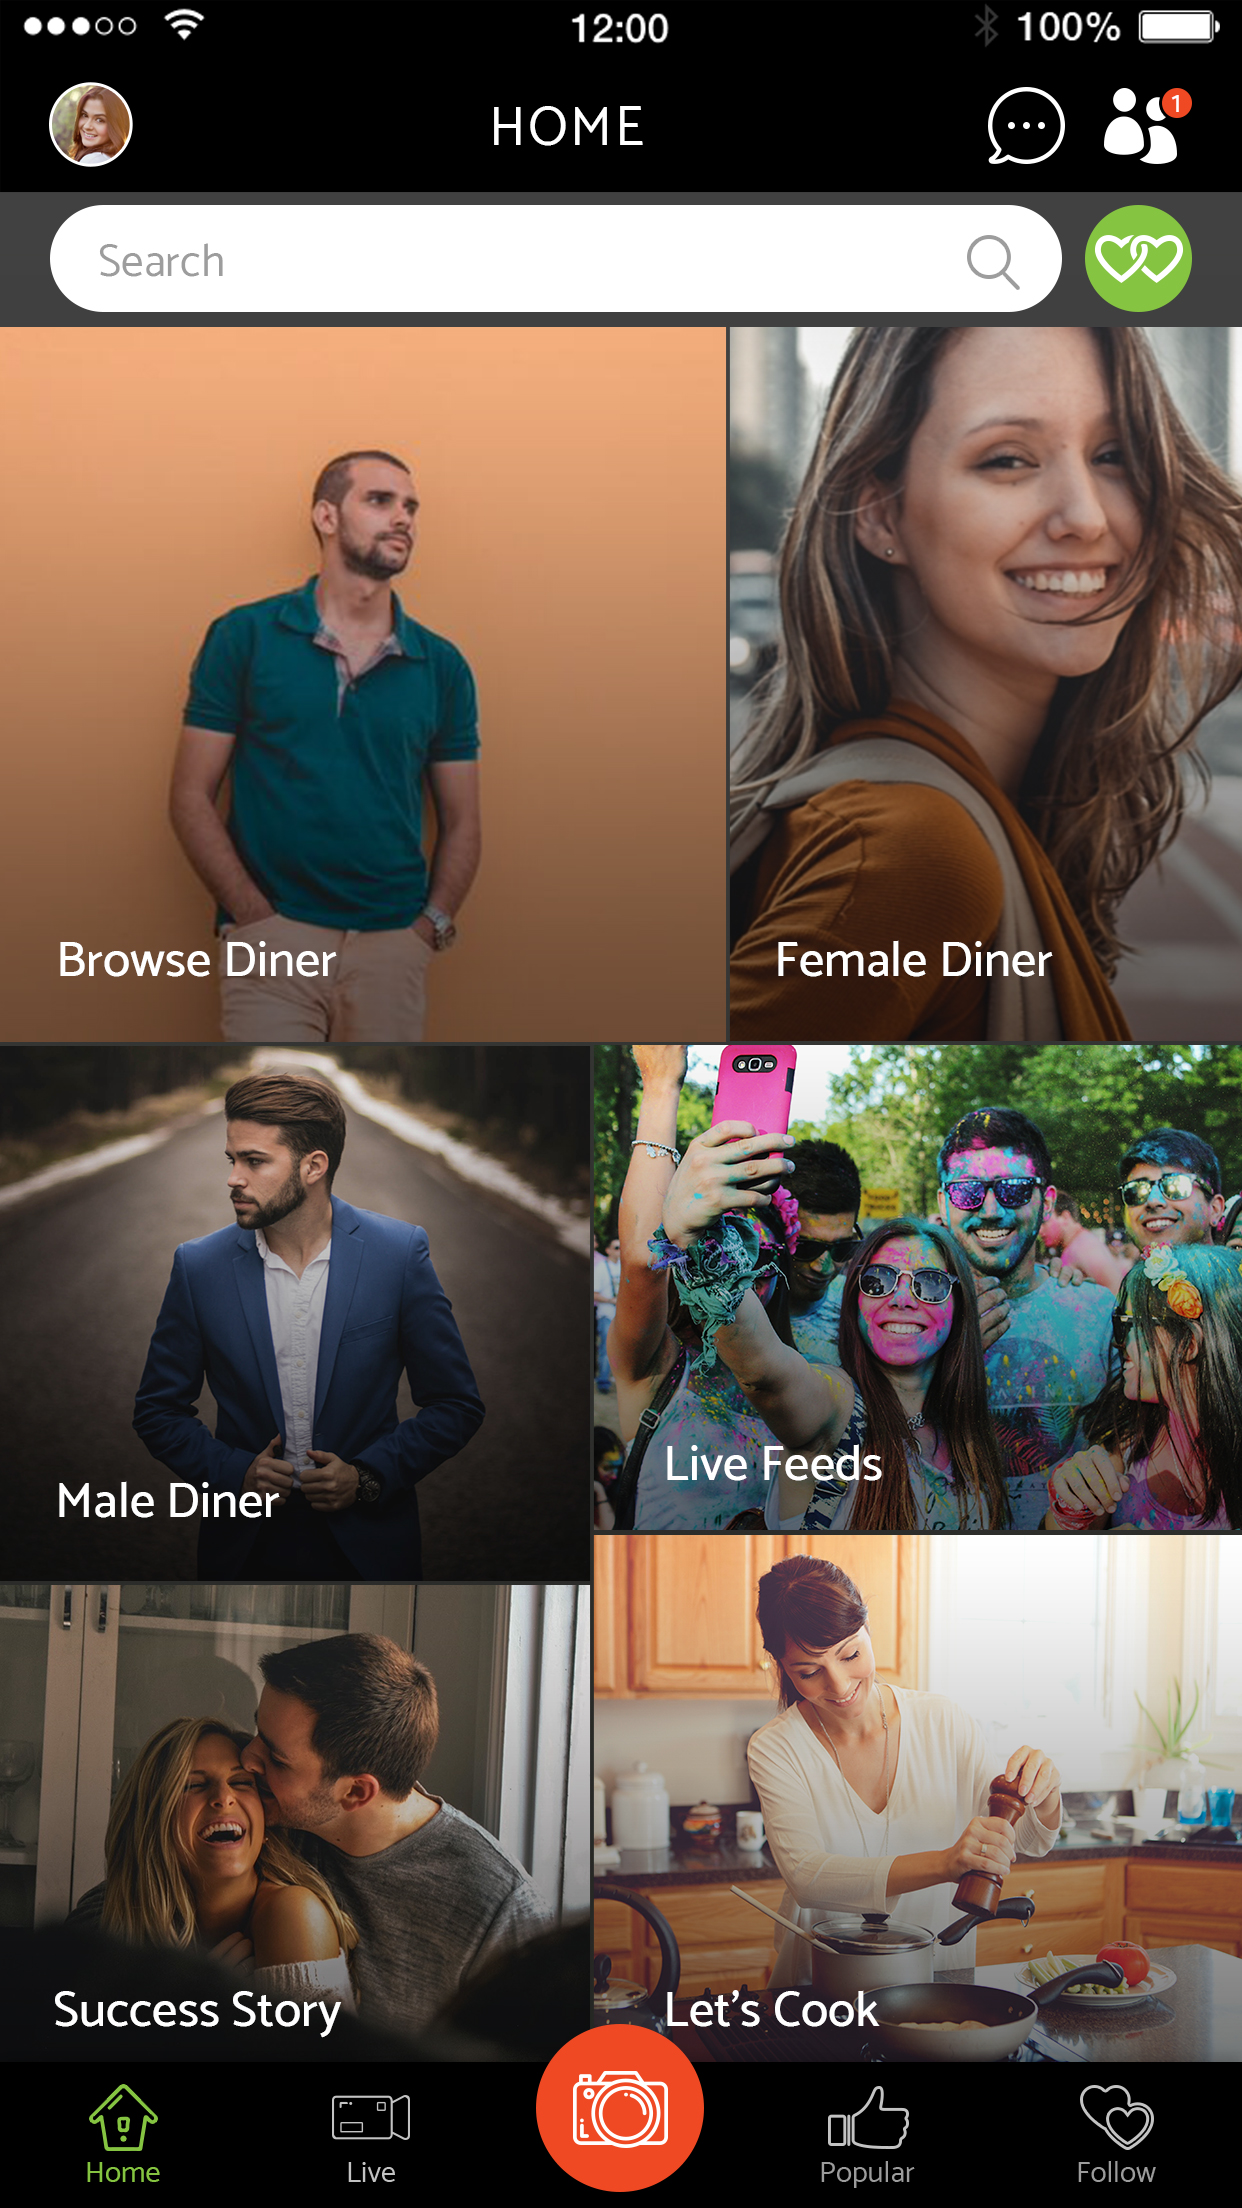 12:00
100%
HOME
1
Search
Browse Diner
Female Diner
Male Diner
Live Feeds
Success Story
Let's Cook
Home
Live
Popular
Follow